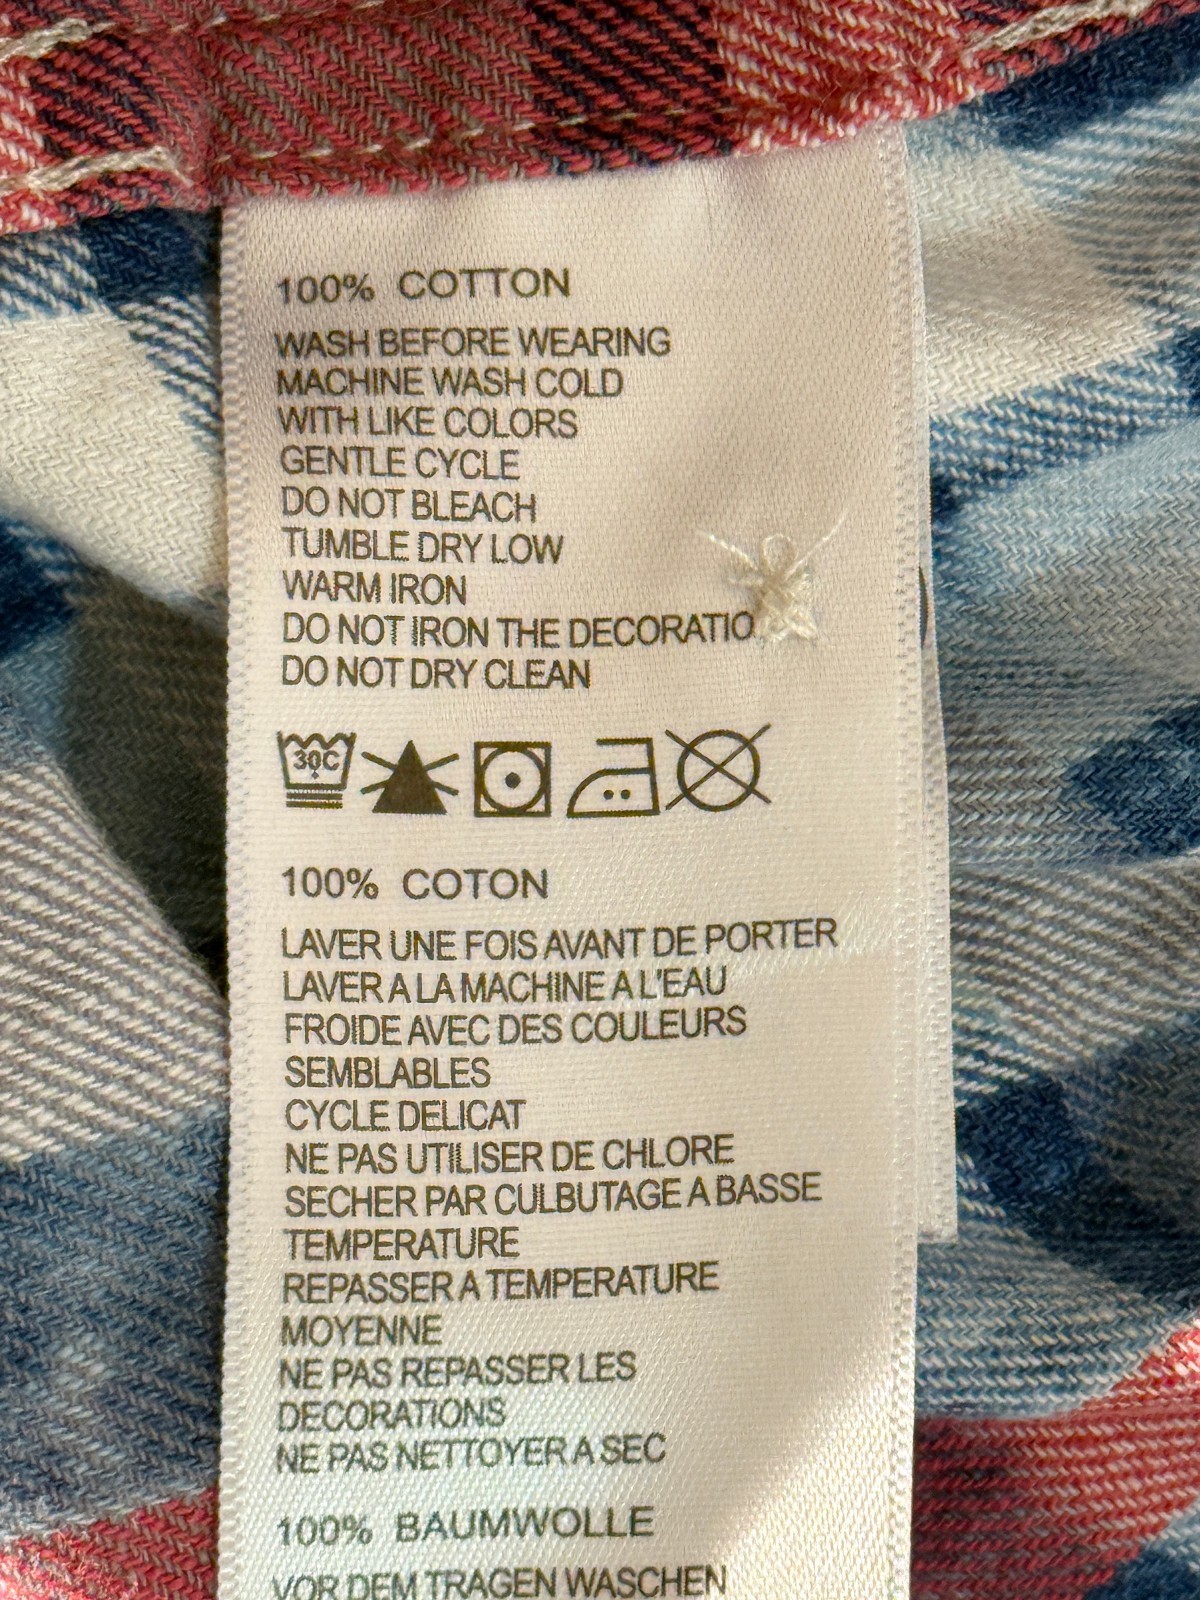 100% COTTON
WASH BEFORE WEARING
MACHINE WASH COLD
WITH LIKE COLORS
GENTLE CYCLE
DO NOT BLEACH
TUMBLE DRY LOW
WARM IRON
DO NOT IRON THE DECORATIO
DO NOT DRY CLEAN
30C
100% COTON
LAVER UNE FOIS AVANT DE PORTER
LAVER A LA MACHINE A L'EAU
FROIDE AVEC DES COULEURS
SEMBLABLES
CYCLE DELICAT
NE PAS UTILISER DE CHLORE
SECHER PAR CULBUTAGE A BASSE
TEMPERATURE
REPASSER A TEMPERATURE
MOYENNE
NE PAS REPASSER LES
DECORATIONS
NE PAS NETTOYER A SEC
100% BAUMWOLLE
VOR DEM TRAGEN WASCHEN